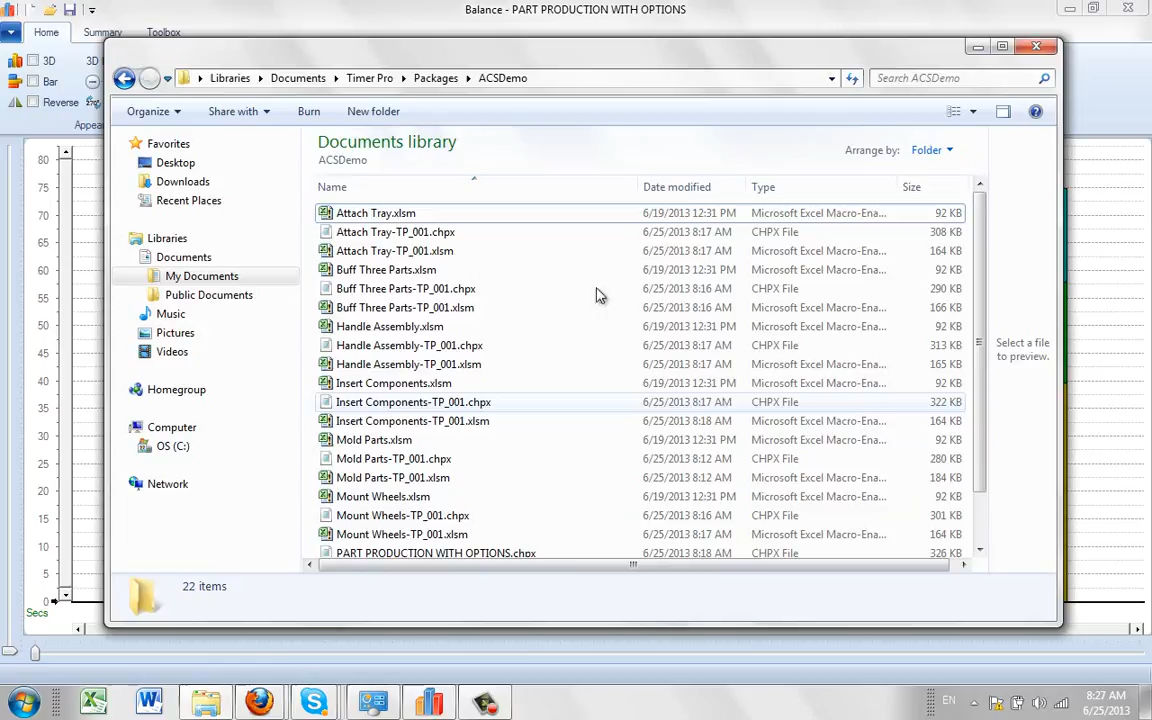 Balance - PART PRODUCTION WITH OPTIONS
Home Summary Toolbox
3D 3D
Bar
Reverse
Appea
Libraries Documents Timer Pro Packages ACSDemo
Search ACSDemo
Organize Share with Burn New folder
Documents library
ACSDemo
Arrange by: Folder
Name Date modified Type Size
Attach Tray.xlsm 6/19/2013 12:31 PM Microsoft Excel Macro-Ena... 92 KB
Attach Tray-TP_001.chpx 6/25/2013 8:17 AM CHPX File 308 KB
Attach Tray-TP_001.xlsm 6/25/2013 8:17 AM Microsoft Excel Macro-Ena... 164 KB
Buff Three Parts.xlsm 6/19/2013 12:31 PM Microsoft Excel Macro-Ena... 92 KB
Buff Three Parts-TP_001.chpx 6/25/2013 8:16 AM CHPX File 290 KB
Buff Three Parts-TP_001.xlsm 6/25/2013 8:16 AM Microsoft Excel Macro-Ena... 166 KB
Handle Assembly.xlsm 6/19/2013 12:31 PM Microsoft Excel Macro-Ena... 92 KB
Handle Assembly-TP_001.chpx 6/25/2013 8:17 AM CHPX File 313 KB
Handle Assembly-TP_001.xlsm 6/25/2013 8:17 AM Microsoft Excel Macro-Ena... 165 KB
Insert Components.xlsm 6/19/2013 12:31 PM Microsoft Excel Macro-Ena... 92 KB
Insert Components-TP_001.chpx 6/25/2013 8:17 AM CHPX File 322 KB
Insert Components-TP_001.xlsm 6/25/2013 8:18 AM Microsoft Excel Macro-Ena... 164 KB
Mold Parts.xlsm 6/19/2013 12:31 PM Microsoft Excel Macro-Ena... 92 KB
Mold Parts-TP_001.chpx 6/25/2013 8:12 AM CHPX File 280 KB
Mold Parts-TP_001.xlsm 6/25/2013 8:12 AM Microsoft Excel Macro-Ena... 184 KB
Mount Wheels.xlsm 6/19/2013 12:31 PM Microsoft Excel Macro-Ena... 92 KB
Mount Wheels-TP_001.chpx 6/25/2013 8:16 AM CHPX File 301 KB
Mount Wheels-TP_001.xlsm 6/25/2013 8:16 AM Microsoft Excel Macro-Ena... 164 KB
PART PRODUCTION WITH OPTIONS.chpx 6/25/2013 8:18 AM CHPX File 326 KB
Favorites
Desktop
Downloads
Recent Places
Libraries
Documents
My Documents
Public Documents
Music
Pictures
Videos
Homegroup
Computer
OS (C:)
Network
Select a file
to preview.
22 items
80
75
70
65
60
55
50
45
40
35
30
25
20
15
10
5
0
Secs
EN
8:27 AM
6/25/2013